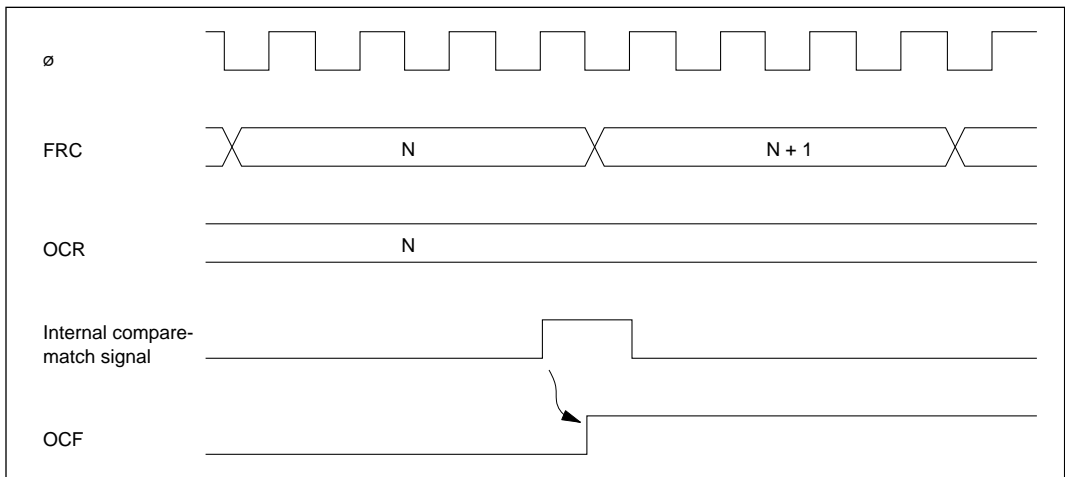 ø
FRC
N
N + 1
OCR
N
Internal compare-
match signal
OCF